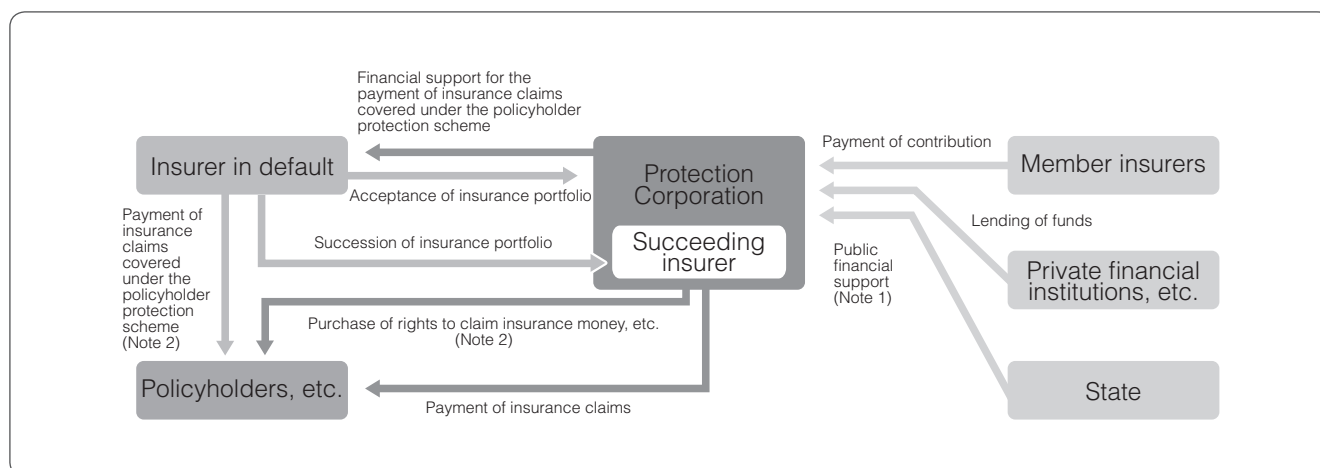 Financial support for the
payment of insurance claims
covered under the policyholder
protection scheme
Insurer in default
Acceptance of insurance portfolio
Payment of
insurance
claims
covered
under the
policyholder
protection
scheme
(Note 2)
Succession of insurance portfolio
Protection
Corporation
Succeeding
insurer
Purchase of rights to claim insurance money, etc.
(Note 2)
Policyholders, etc.
Payment of insurance claims
Payment of contribution
Member insurers
Lending of funds
Public
financial
support
(Note 1)
Private financial
institutions, etc.
State